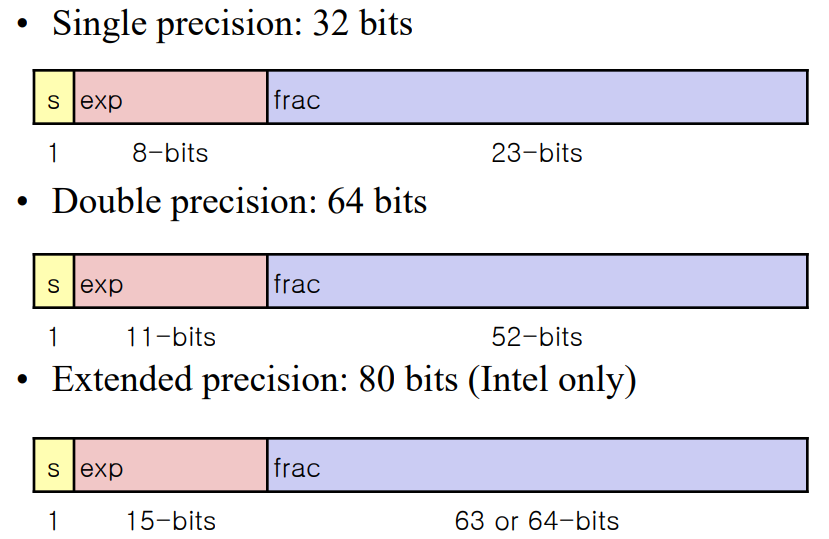 • Single precision: 32 bits
s exp frac
1 8-bits 23-bits
• Double precision: 64 bits
s exp frac
1 11-bits 52-bits
• Extended precision: 80 bits (Intel only)
s exp frac
1 15-bits 63 or 64-bits